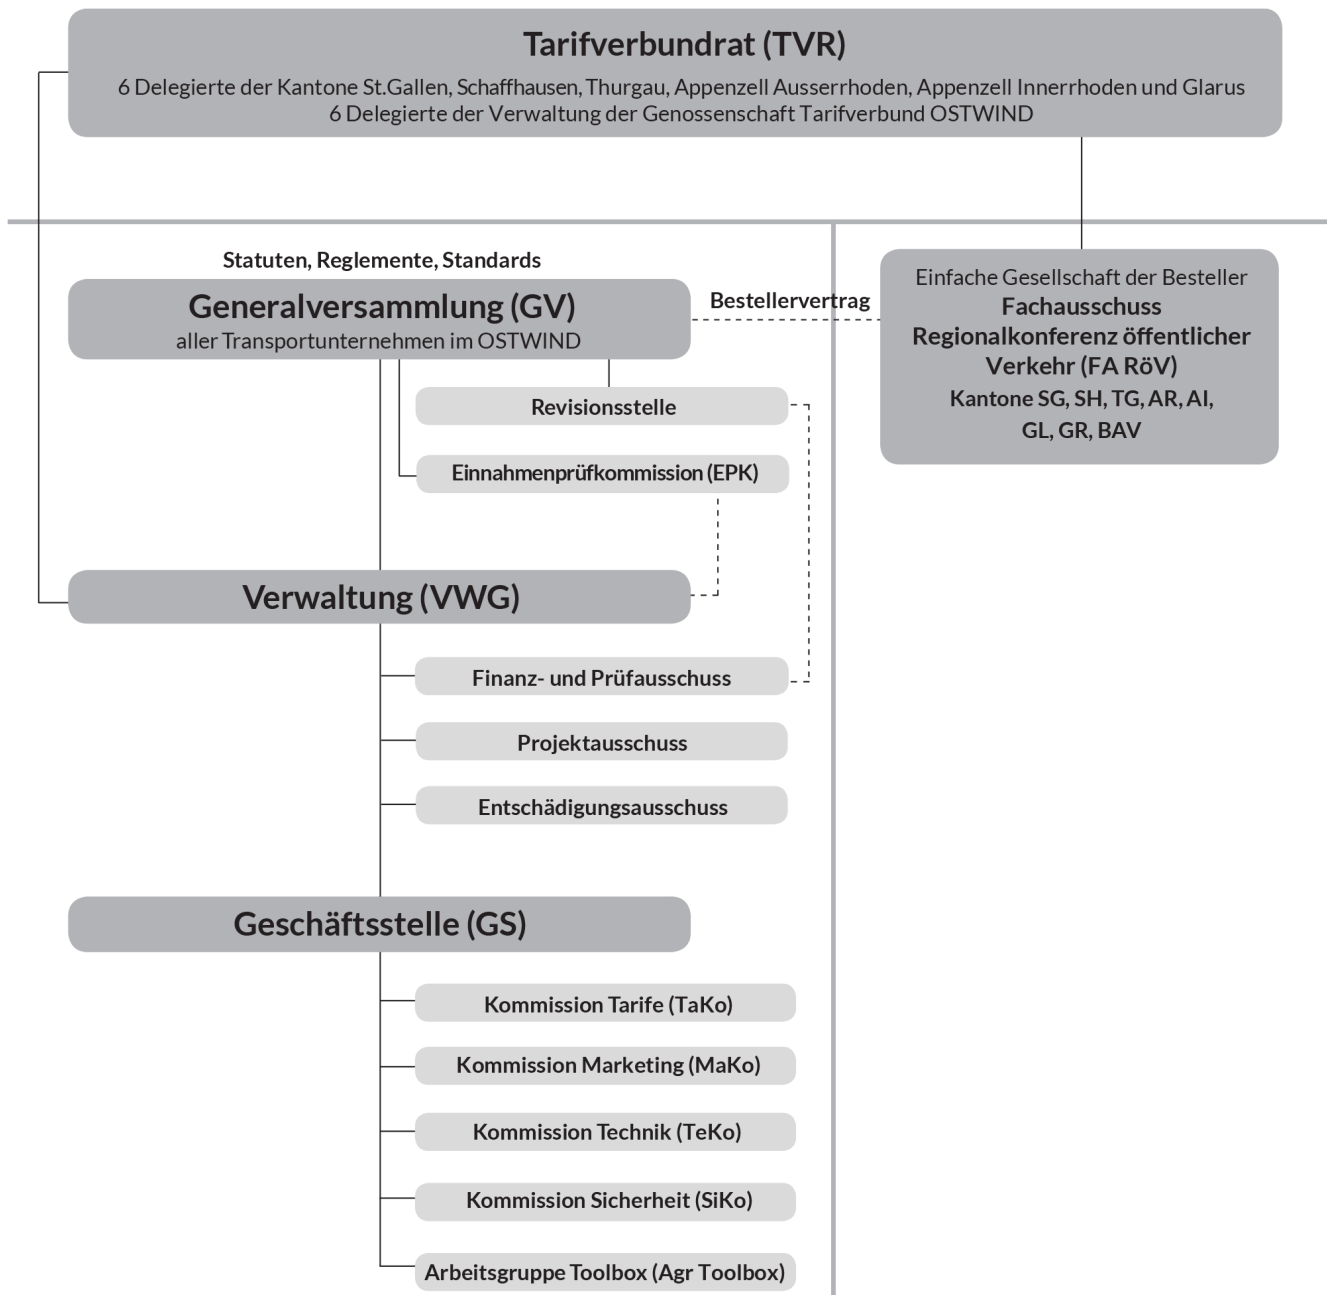 Tarifverbundrat (TVR)
6 Delegierte der Kantone St.Gallen, Schaffhausen, Thurgau, Appenzell Ausserrhoden, Appenzell Innerrhoden und Glarus
6 Delegierte der Verwaltung der Genossenschaft Tarifverbund OSTWIND
Statuten, Reglemente, Standards
Generalversammlung (GV)
aller Transportunternehmen im OSTWIND
Bestellervertrag
Einfache Gesellschaft der Besteller
Fachausschuss
Regionalkonferenz öffentlicher
Verkehr (FA RöV)
Kantone SG, SH, TG, AR, AI,
GL, GR, BAV
Revisionsstelle
Einnahmenprüfkommission (EPK)
Verwaltung (VWG)
Finanz- und Prüfausschuss
Projektausschuss
Entschädigungsausschuss
Geschäftsstelle (GS)
Kommission Tarife (TaKo)
Kommission Marketing (MaKo)
Kommission Technik (TeKo)
Kommission Sicherheit (SiKo)
Arbeitsgruppe Toolbox (Agr Toolbox)